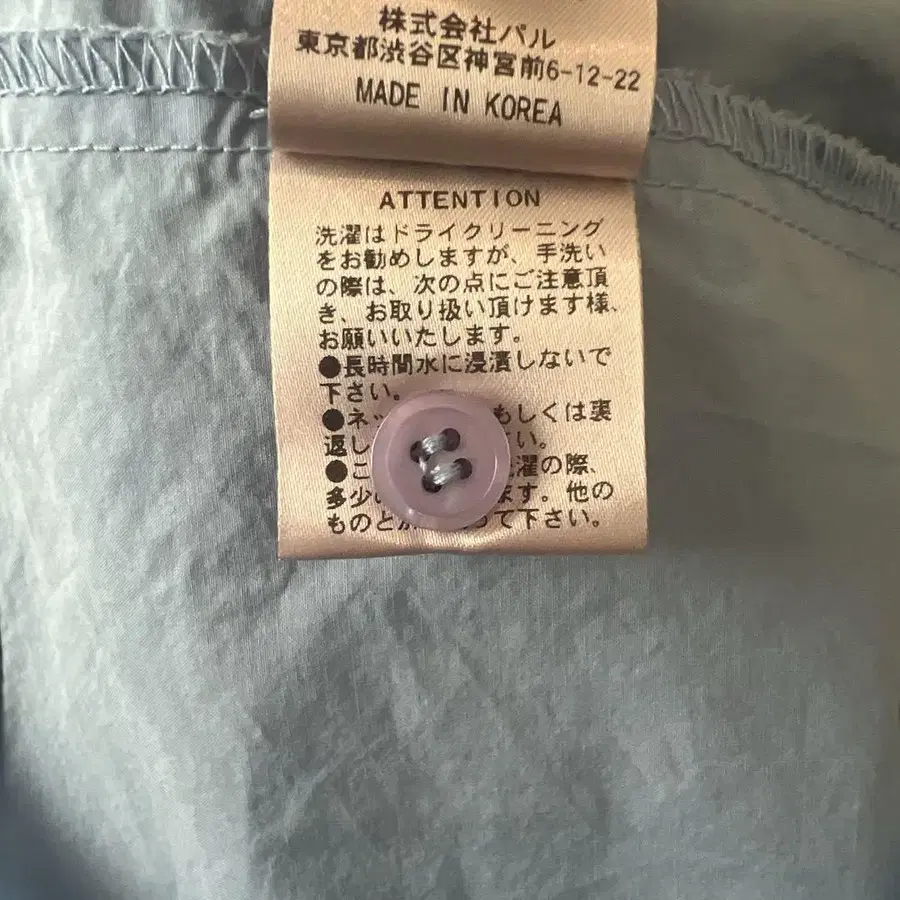 株式会社パル
東京都渋谷区神宮前6-12-22
MADE IN KOREA
ATTENTION
洗濯はドライクリーニング
をお勧めしますが、手洗い
の際は、次の点にご注意頂
き、お取り扱い頂けます様、
お願いいたします。
●長時間水に浸漬しないで
下さい。
●ネッ もしくは裏
返し さい。
●こ 洗濯の際、
多少 ます。他の
ものと って下さい。